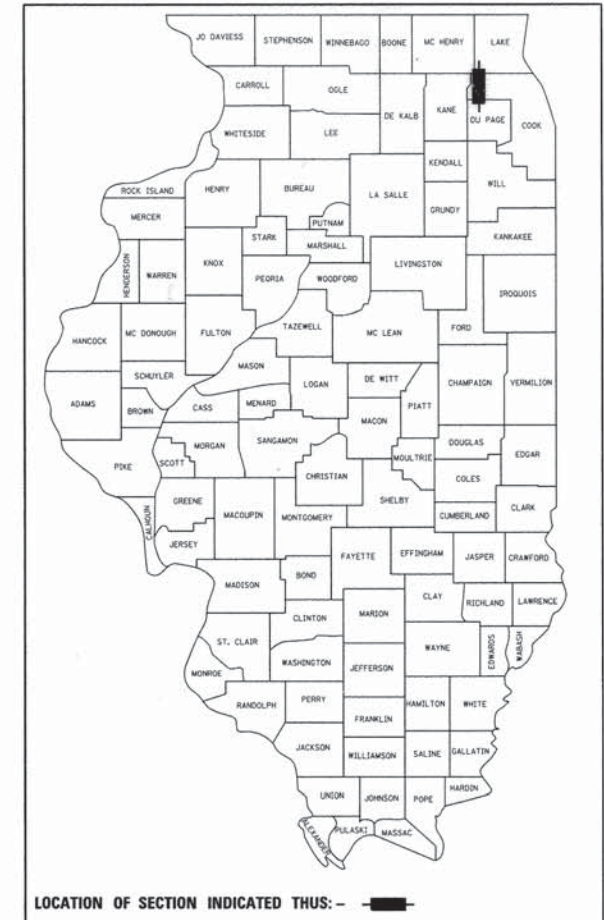 JO DAVIESS STEPHENSON WINNEBAGO BOONE MC HENRY LAKE
CARROLL OGLE DE KALB KANE DU PAGE COOK
WHITESIDE LEE
KENDALL
ROCK ISLAND HENRY BUREAU LA SALLE GRUNDY WILL
MERCER PUTNAM
STARK MARSHALL KANKAKEE
HENDERSON WARREN KNOX PEORIA WOODFORD LIVINGSTON IROQUOIS
HANCOCK MC DONOUGH FULTON TAZEWELL MC LEAN FORD
SCHUYLER MASON
ADAMS BROWN CASS MENARD LOGAN DE WITT PIATT CHAMPAIGN VERMILION
MACON
PIKE SCOTT MORGAN SANGAMON MOULTRIE DOUGLAS EDGAR
CHRISTIAN COLES
CALHOUN GREENE MACOUPIN MONTGOMERY SHELBY CUMBERLAND CLARK
JERSEY
MADISON BOND FAYETTE EFFINGHAM JASPER CRAWFORD
CLINTON MARION CLAY RICHLAND LAWRENCE
ST. CLAIR WAYNE EDWARDS WABASH
MONROE WASHINGTON JEFFERSON
RANDOLPH PERRY FRANKLIN HAMILTON WHITE
JACKSON WILLIAMSON SALINE GALLATIN
UNION JOHNSON POPE HARDIN
ALEXANDER PULASKI MASSAC
LOCATION OF SECTION INDICATED THUS: -